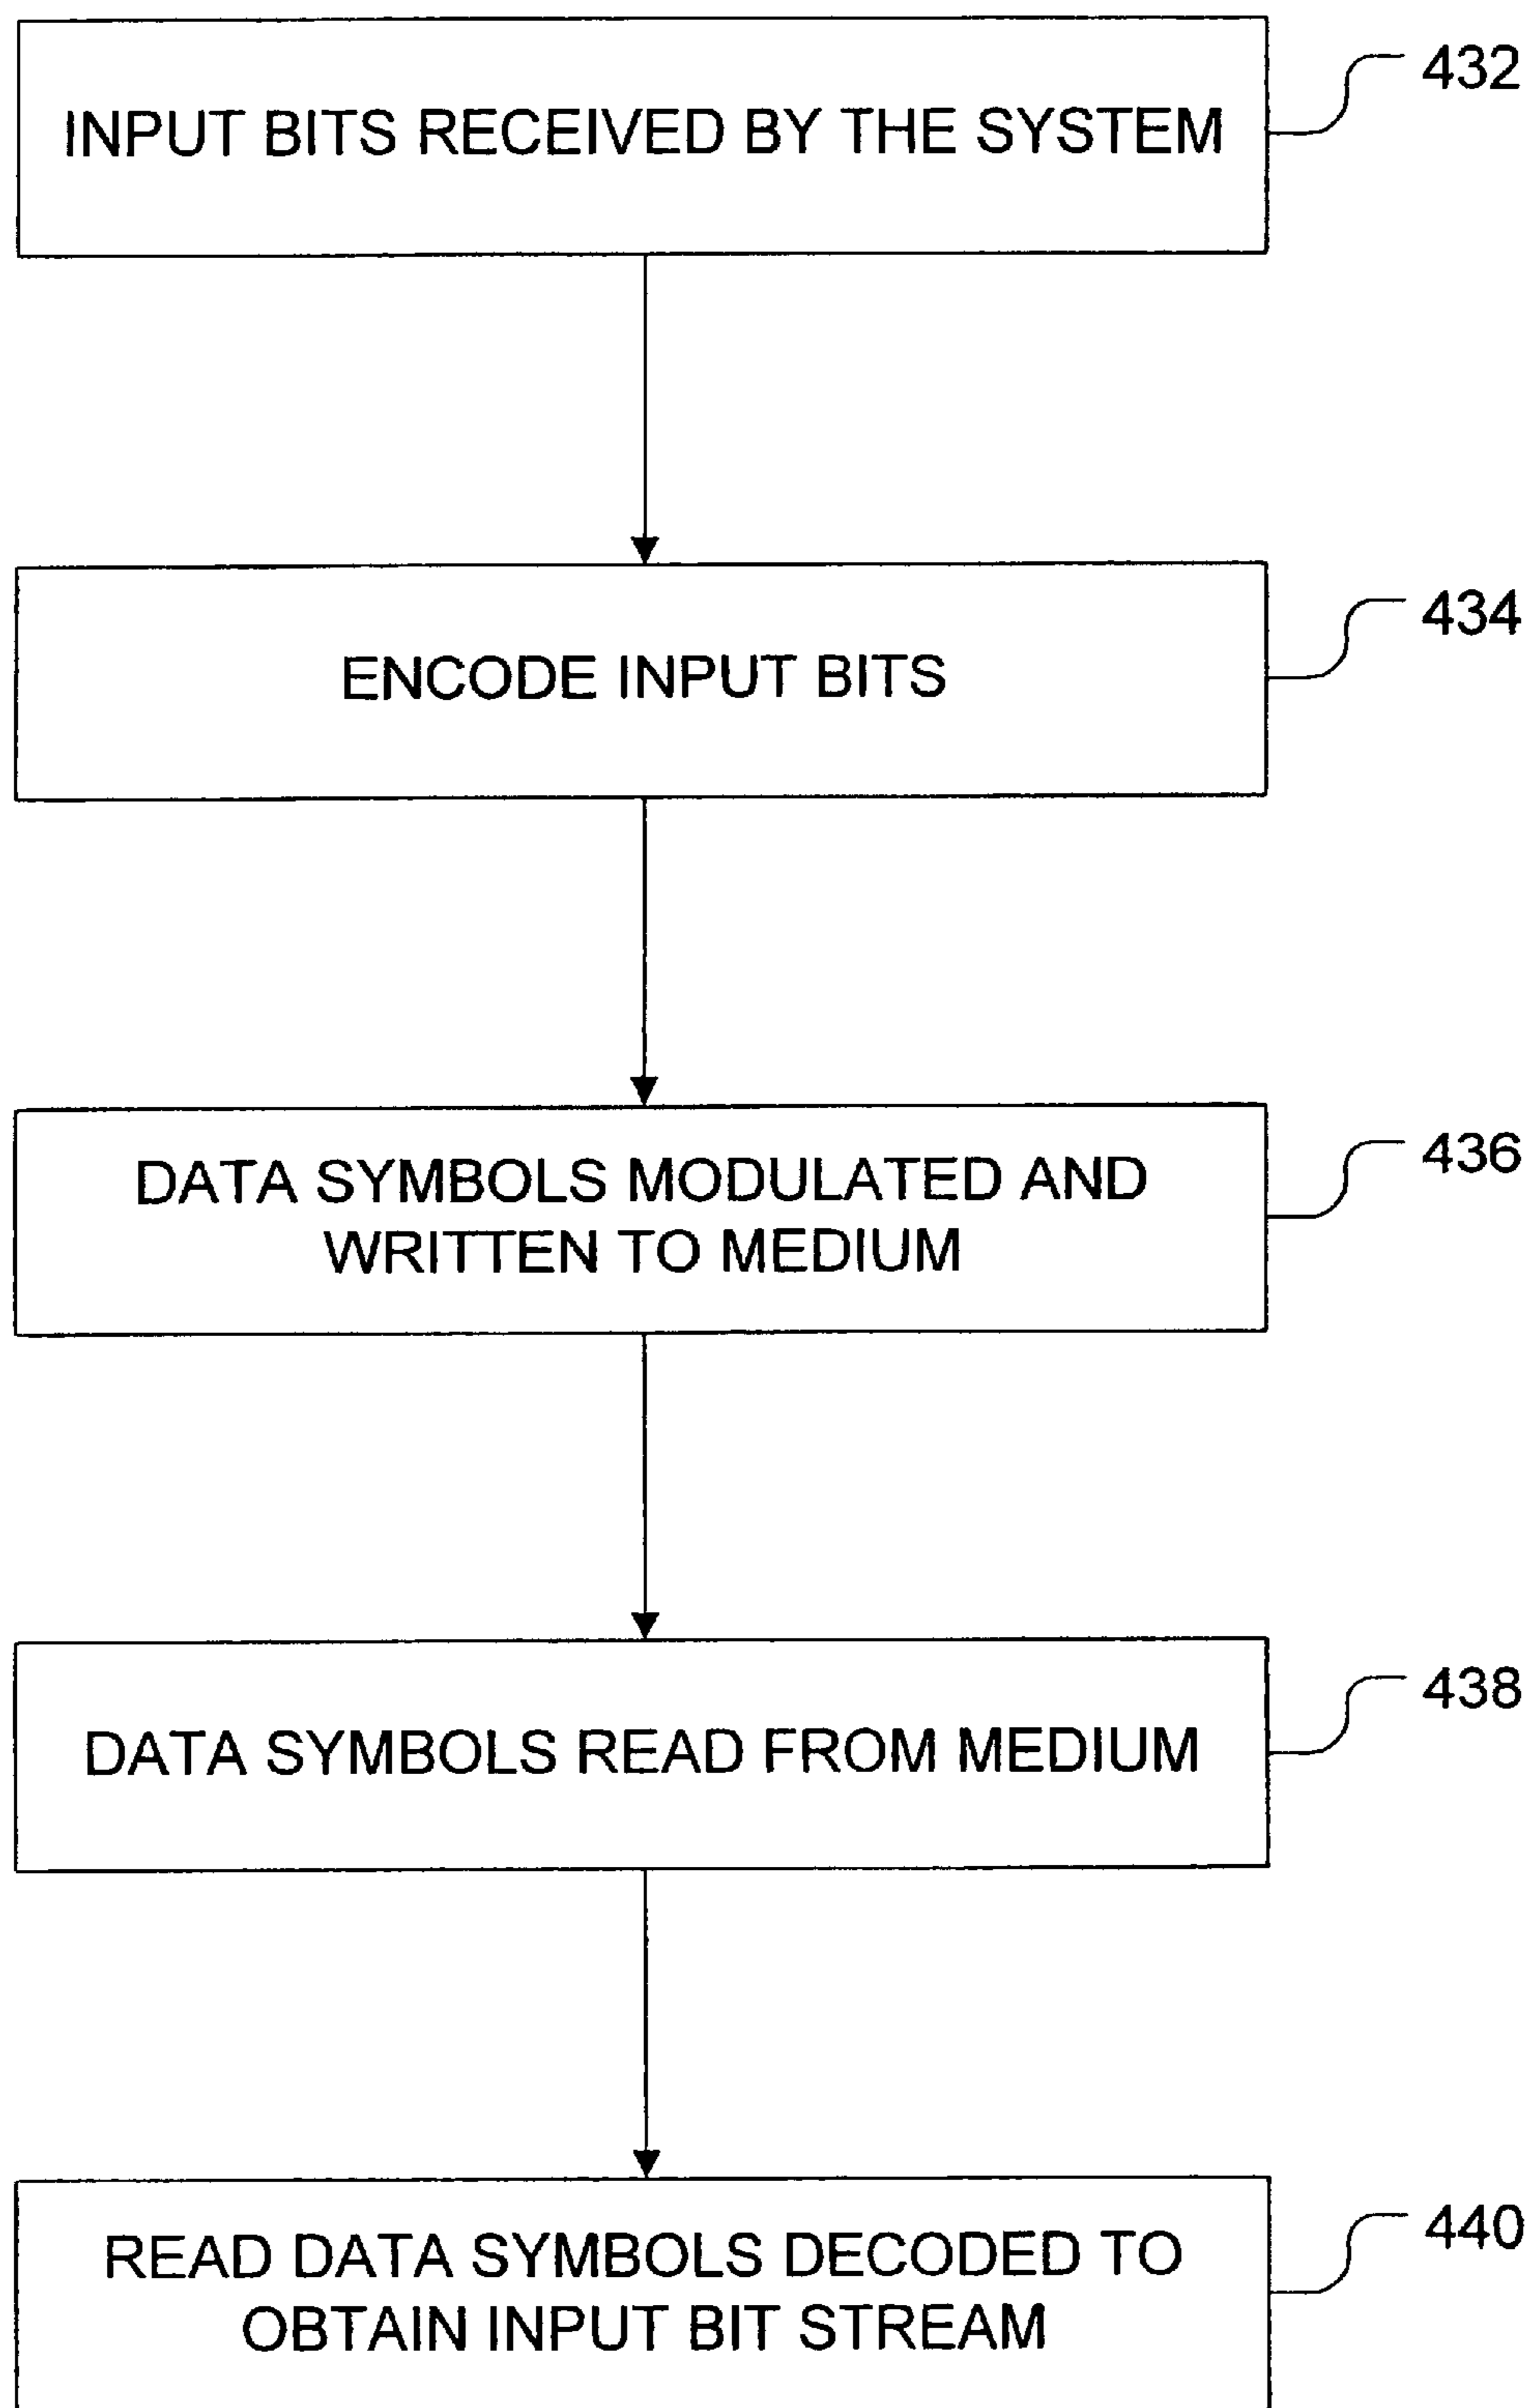 INPUT BITS RECEIVED BY THE SYSTEM
432
ENCODE INPUT BITS
434
DATA SYMBOLS MODULATED AND
WRITTEN TO MEDIUM
436
DATA SYMBOLS READ FROM MEDIUM
438
READ DATA SYMBOLS DECODED TO
OBTAIN INPUT BIT STREAM
440